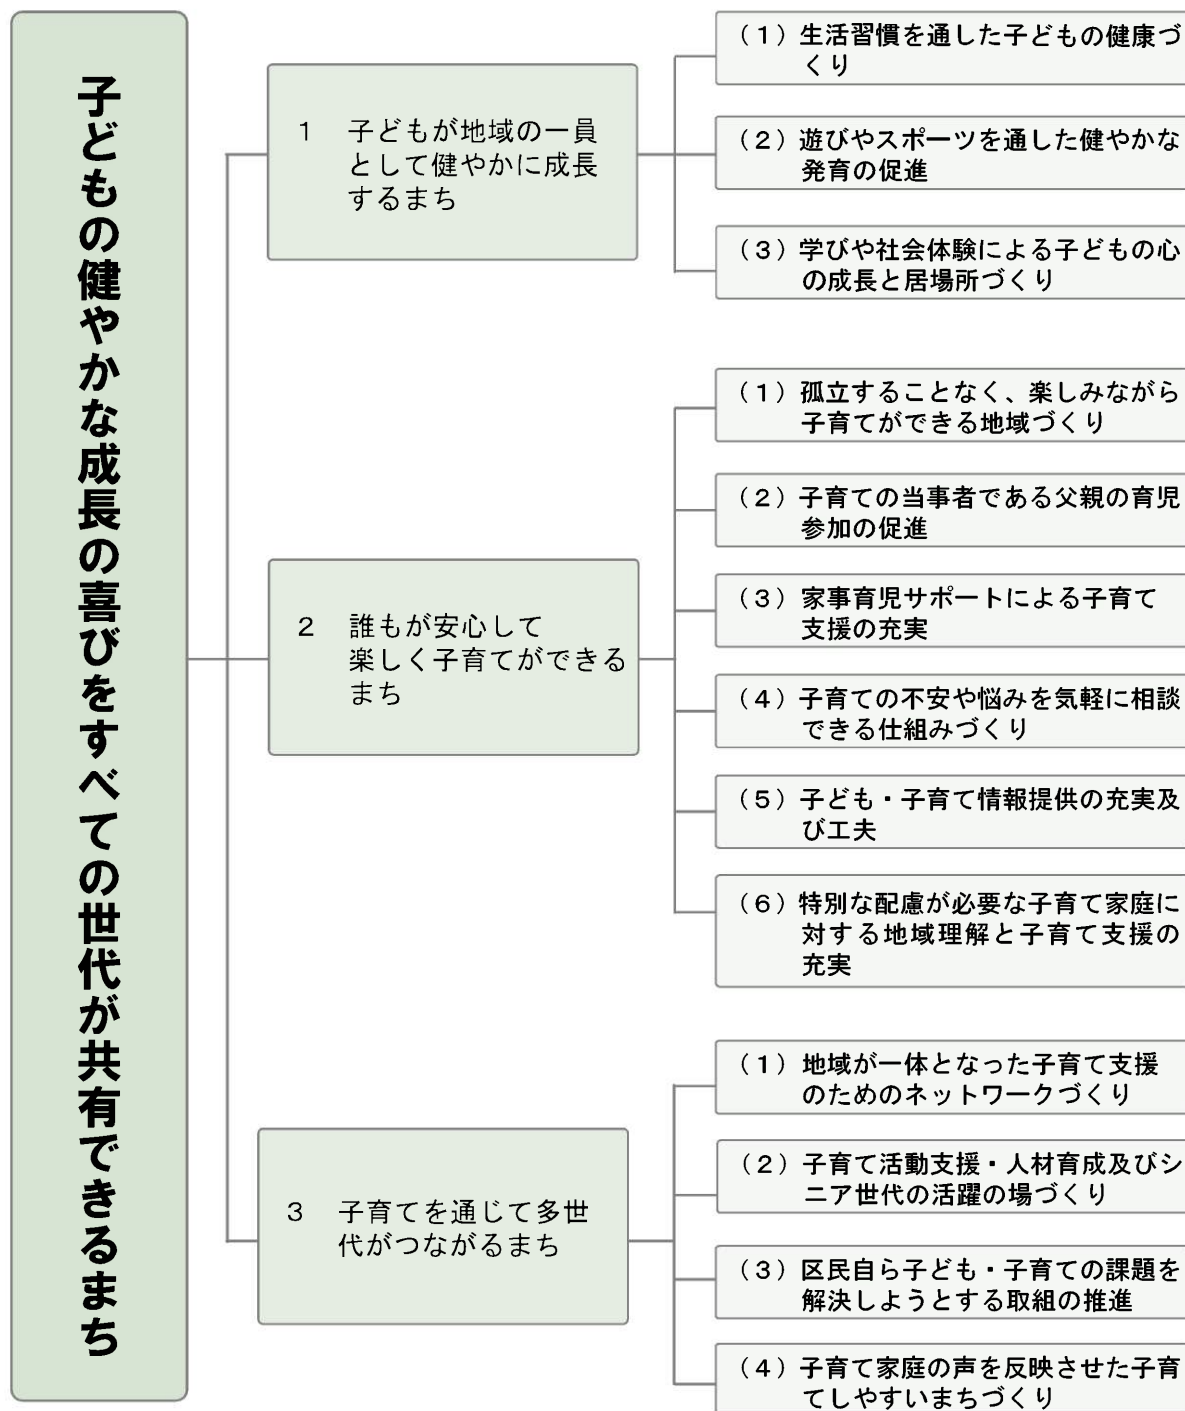 子どもの健やかな成長の喜びをすべての世代が共有できるまち
1 子どもが地域の一員
として健やかに成長
するまち
(1)生活習慣を通した子どもの健康づ
くり
(2)遊びやスポーツを通した健やかな
発育の促進
(3)学びや社会体験による子どもの心
の成長と居場所づくり
2 誰もが安心して
楽しく子育てができる
まち
(1)孤立することなく、楽しみながら
子育てができる地域づくり
(2)子育ての当事者である父親の育児
参加の促進
(3)家事育児サポートによる子育て
支援の充実
(4)子育ての不安や悩みを気軽に相談
できる仕組みづくり
(5)子ども・子育て情報提供の充実及
び工夫
(6)特別な配慮が必要な子育て家庭に
対する地域理解と子育て支援の
充実
3 子育てを通じて多世
代がつながるまち
(1)地域が一体となった子育て支援
のためのネットワークづくり
(2)子育て活動支援・人材育成及びシ
ニア世代の活躍の場づくり
(3)区民自ら子ども・子育ての課題を
解決しようとする取組の推進
(4)子育て家庭の声を反映させた子育
てしやすいまちづくり